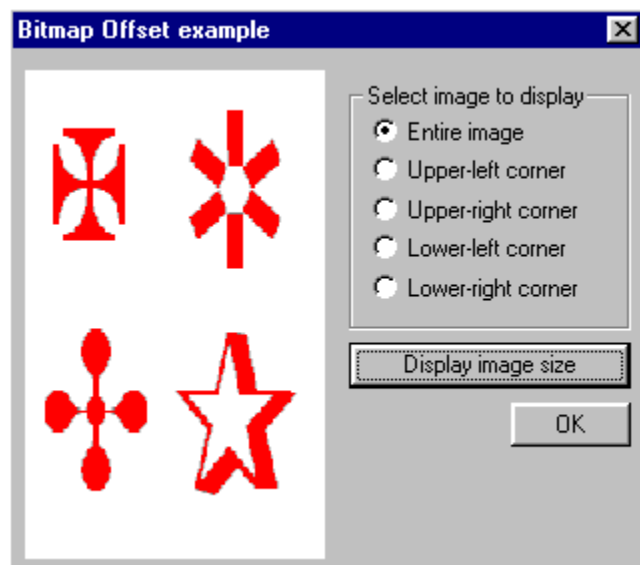 Bitmap Offset example
Select image to display
Entire image
Upper-left corner
Upper-right corner
Lower-left corner
Lower-right corner
Display image size
OK